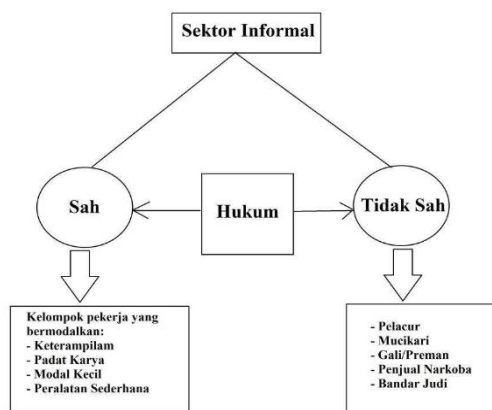 Sektor Informal
Sah
Hukum
Tidak Sah
Kelompok pekerja yang
bermodalkan:
- Keterampilam
- Padat Karya
- Modal Kecil
- Peralatan Sederhana
- Pelacur
- Mucikari
- Gali/Preman
- Penjual Narkoba
- Bandar Judi